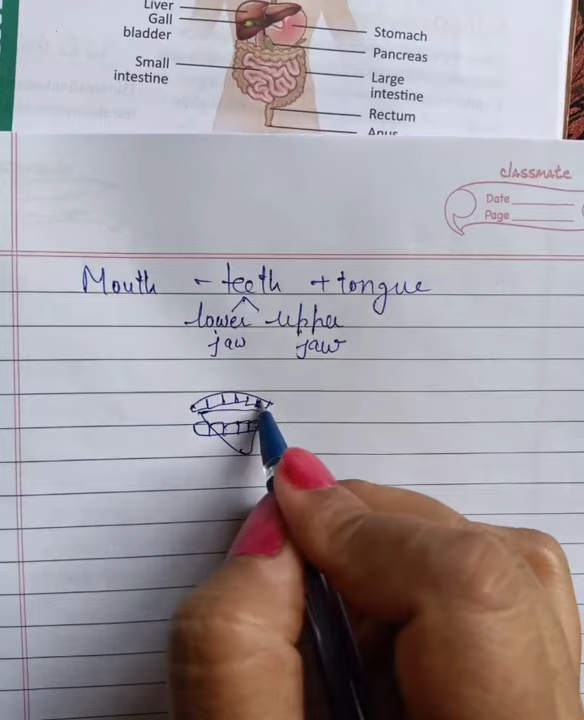 Liver
Gall
bladder
Stomach
Pancreas
Small
intestine
Large
intestine
Rectum
Anus
classmate
Date
Page
Mouth - teeth + tongue
lower upper
jaw jaw